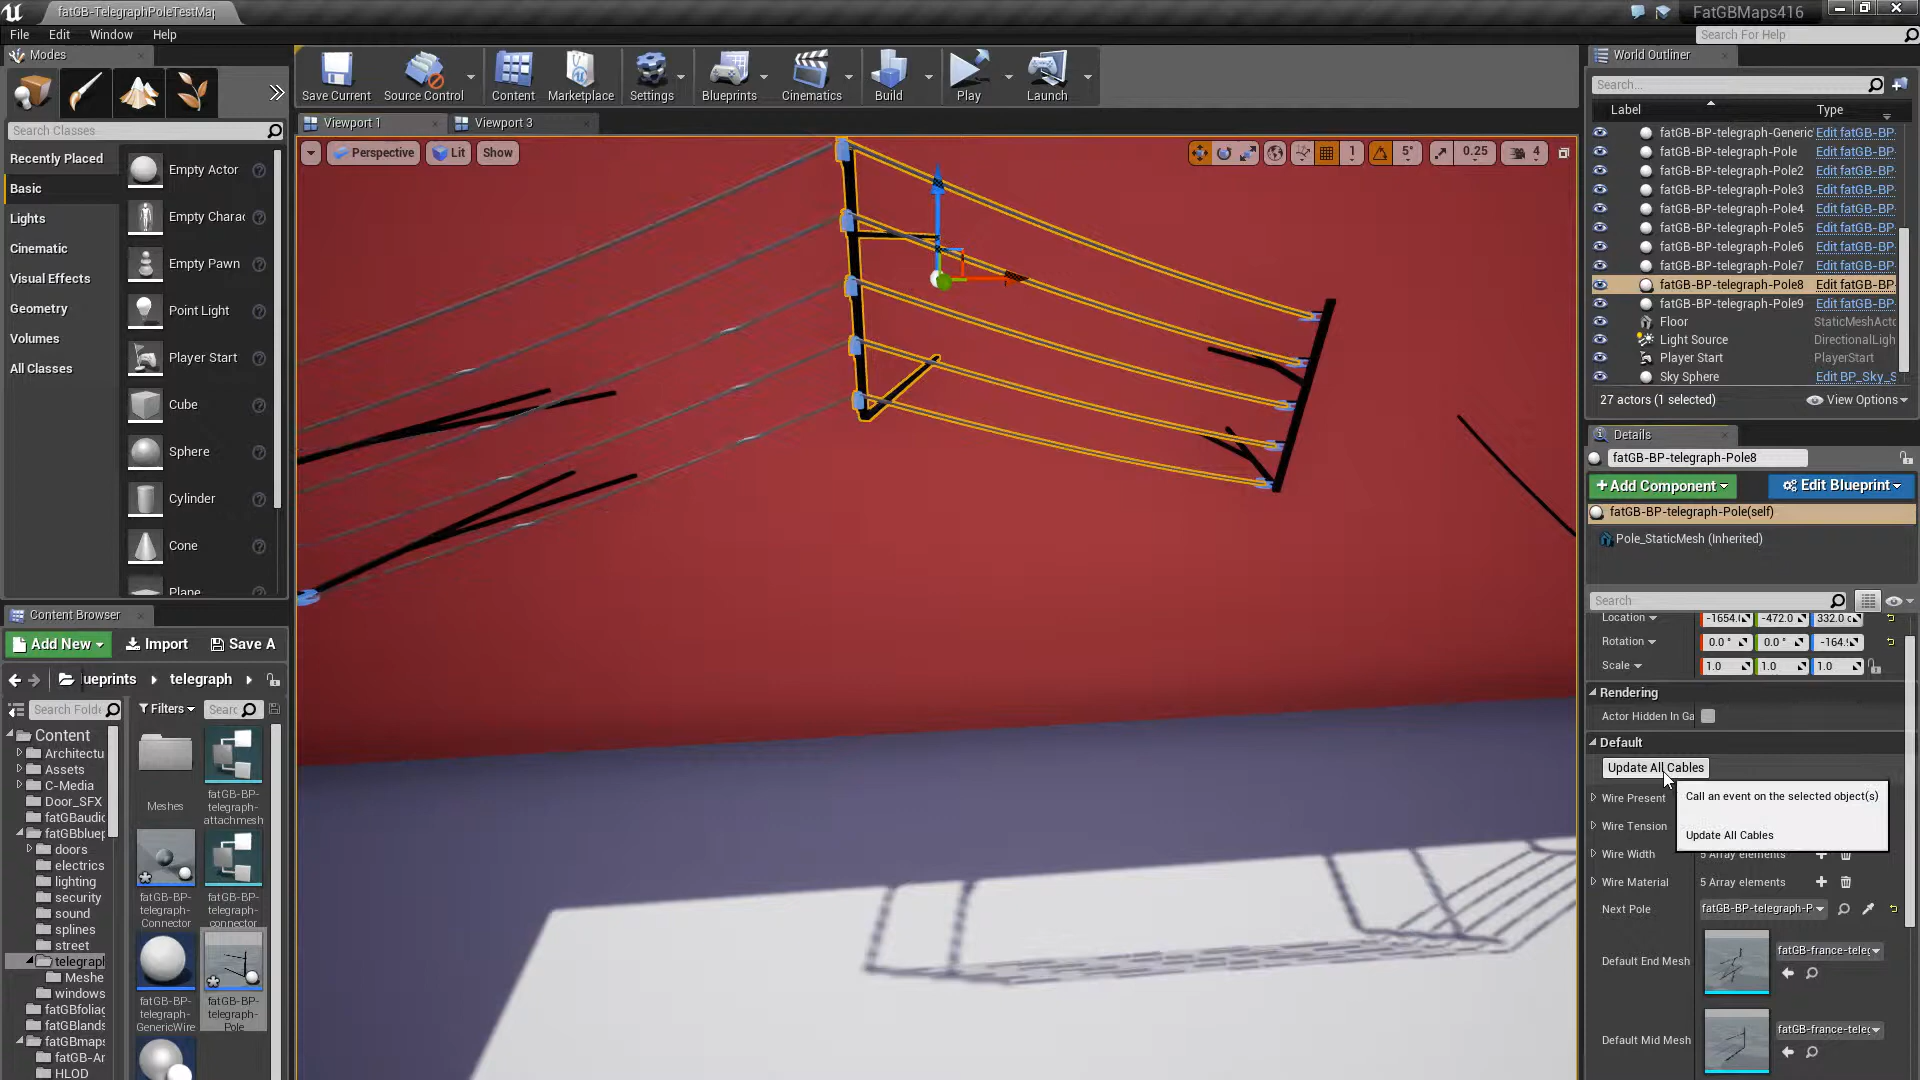 fatGB-TelegraphPoleTestMap
FatGBMaps416
File Edit Window Help
Search For Help
Modes
Search Classes
Recently Placed
Basic
Lights
Cinematic
Visual Effects
Geometry
Volumes
All Classes
Empty Actor
Empty Charac
Empty Pawn
Point Light
Player Start
Cube
Sphere
Cylinder
Cone
Plane
Save Current
Source Control
Content
Marketplace
Settings
Blueprints
Cinematics
Build
Play
Launch
Viewport 1
Viewport 3
Perspective Lit Show
1 5° 0.25 4
World Outliner
Search...
Label Type
fatGB-BP-telegraph-Generic Edit fatGB-BP-
fatGB-BP-telegraph-Pole Edit fatGB-BP-
fatGB-BP-telegraph-Pole2 Edit fatGB-BP-
fatGB-BP-telegraph-Pole3 Edit fatGB-BP-
fatGB-BP-telegraph-Pole4 Edit fatGB-BP-
fatGB-BP-telegraph-Pole5 Edit fatGB-BP-
fatGB-BP-telegraph-Pole6 Edit fatGB-BP-
fatGB-BP-telegraph-Pole7 Edit fatGB-BP-
fatGB-BP-telegraph-Pole8 Edit fatGB-BP-
fatGB-BP-telegraph-Pole9 Edit fatGB-BP-
Floor StaticMeshActo
Light Source DirectionalLigh
Player Start PlayerStart
Sky Sphere Edit BP_Sky_S
27 actors (1 selected) View Options
Details
fatGB-BP-telegraph-Pole8
+Add Component Edit Blueprint
fatGB-BP-telegraph-Pole(self)
Pole_StaticMesh (Inherited)
Search
Location -1654. -472.0 332.0 c
Rotation 0.0 ° 0.0 ° -164.
Scale 1.0 1.0 1.0
Rendering
Actor Hidden In Ga
Default
Update All Cables
Call an event on the selected object(s)
Update All Cables
Wire Present
Wire Tension
Wire Width 5 Array elements
Wire Material 5 Array elements
Next Pole fatGB-BP-telegraph-P
Default End Mesh fatGB-france-teleg
Default Mid Mesh fatGB-france-teleg
Content Browser
Add New Import Save A
ueprints telegraph
Search Folde
Filters Searc
Content
Architectu
Assets
C-Media
Door_SFX
fatGBaudio
fatGBbluep
doors
electrics
lighting
security
sound
splines
street
telegraph
Meshe
windows
fatGBfoliag
fatGBlands
fatGBmaps
fatGB-Ar
HLOD
Meshes
fatGB-BP-
telegraph-
attachmesh
fatGB-BP-
telegraph-
Connector
fatGB-BP-
telegraph-
connector
fatGB-BP-
telegraph-
GenericWire
fatGB-BP-
telegraph-
Pole